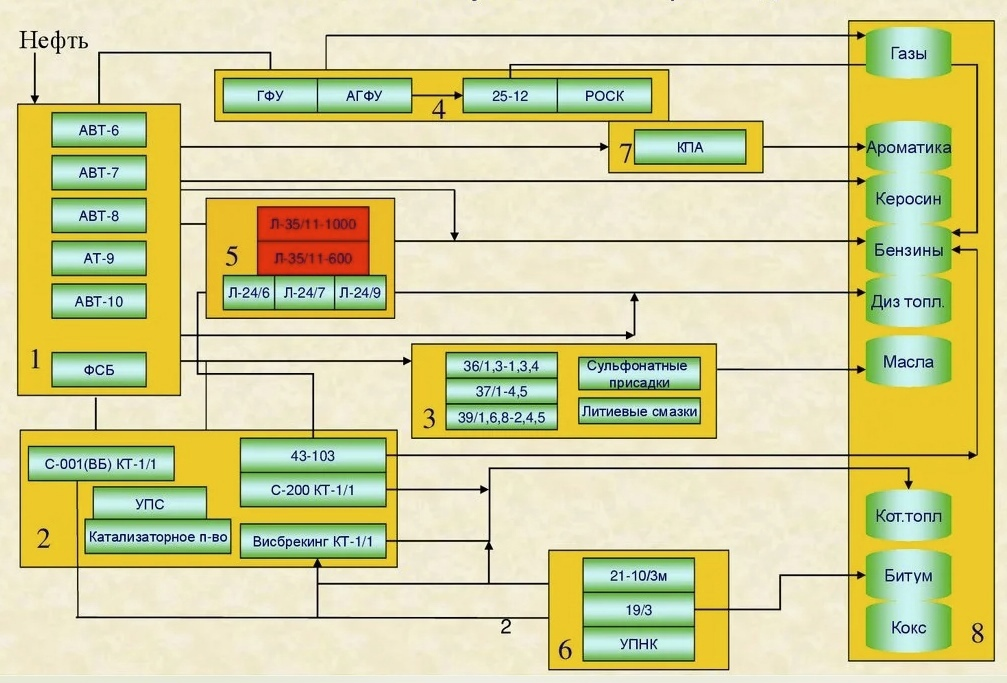 Нефть
АВТ-6
АВТ-7
АВТ-8
АТ-9
АВТ-10
1
ФСБ
ГФУ
АГФУ
4
25-12
РОСК
7
КПА
Л-35/11-1000
5
Л-35/11-600
Л-24/6
Л-24/7
Л-24/9
36/1,3-1,3,4
37/1-4,5
39/1,6,8-2,4,5
3
Сульфонатные
присадки
Литиевые смазки
С-001(ВБ) КТ-1/1
УПС
Катализаторное п-во
2
43-103
С-200 КТ-1/1
Висбрекинг КТ-1/1
2
21-10/3м
19/3
УПНК
6
Газы
Ароматика
Керосин
Бензины
Диз топл.
Масла
Кот.топл
Битум
Кокс
8